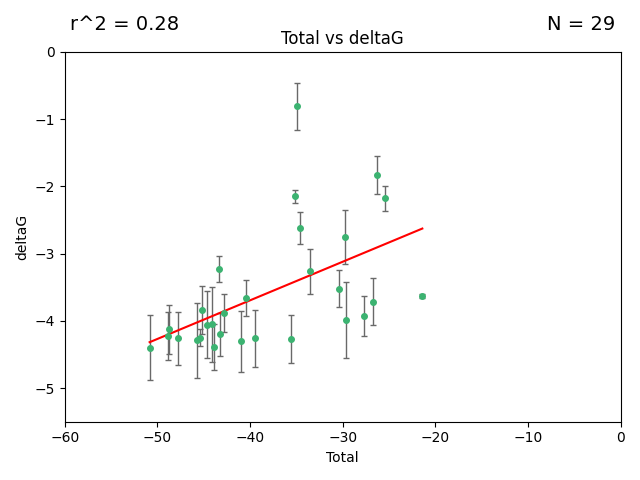 r^2 = 0.28
N = 29
Total vs deltaG
0
−1
−2
−3
−4
−5
deltaG
−60
−50
−40
−30
−20
−10
0
Total